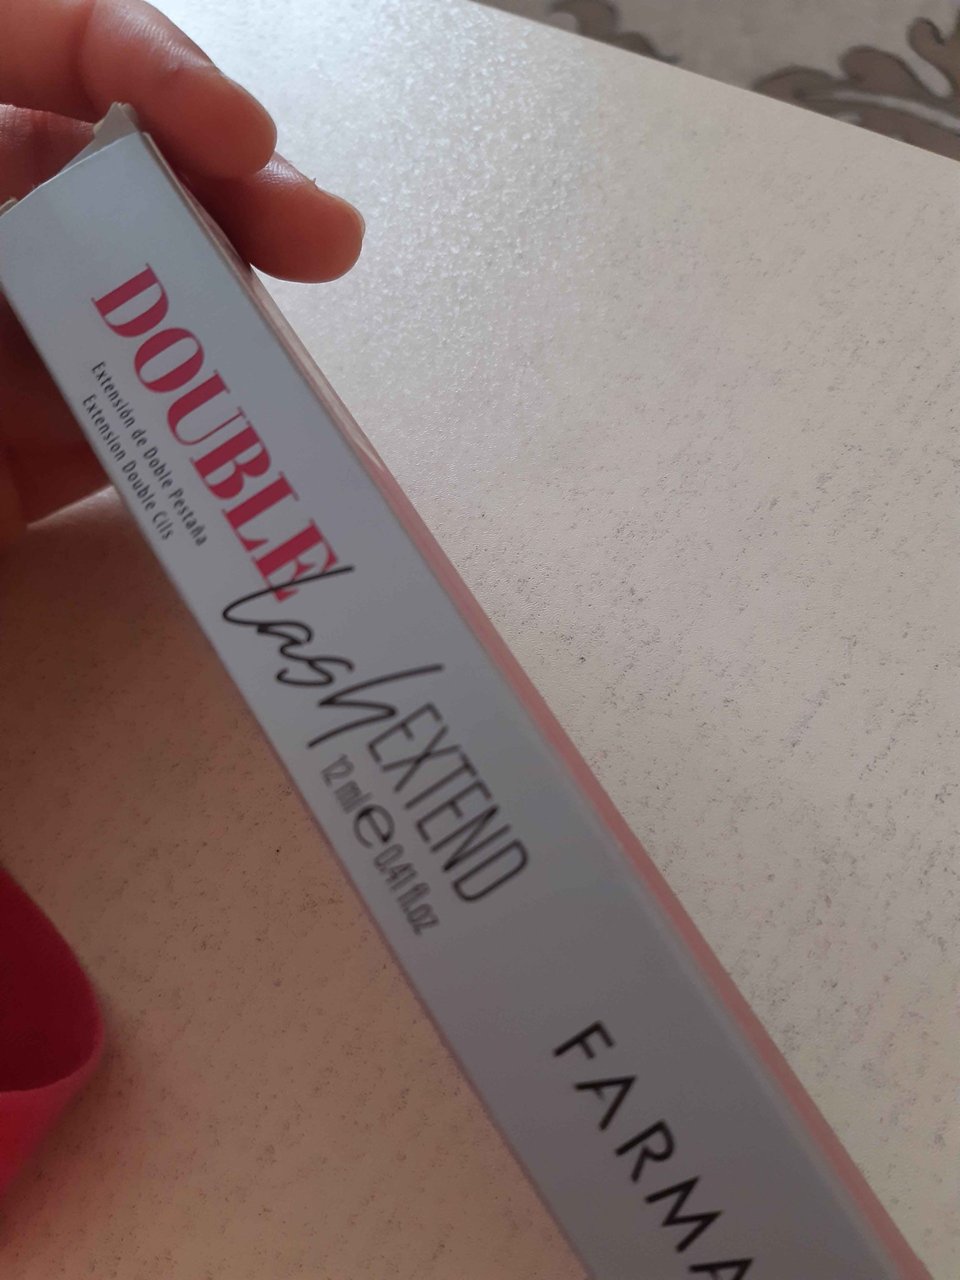 DOUBLE
lash EXTEND
Extensión de Doble Pestaña
Extension Double Cils
12 ml e 0.41 fl.oz
FARMA